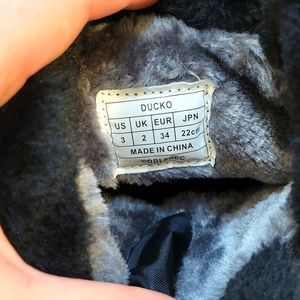 DUCKO
US UK EUR JPN
3 2 34 22cm
MADE IN CHINA